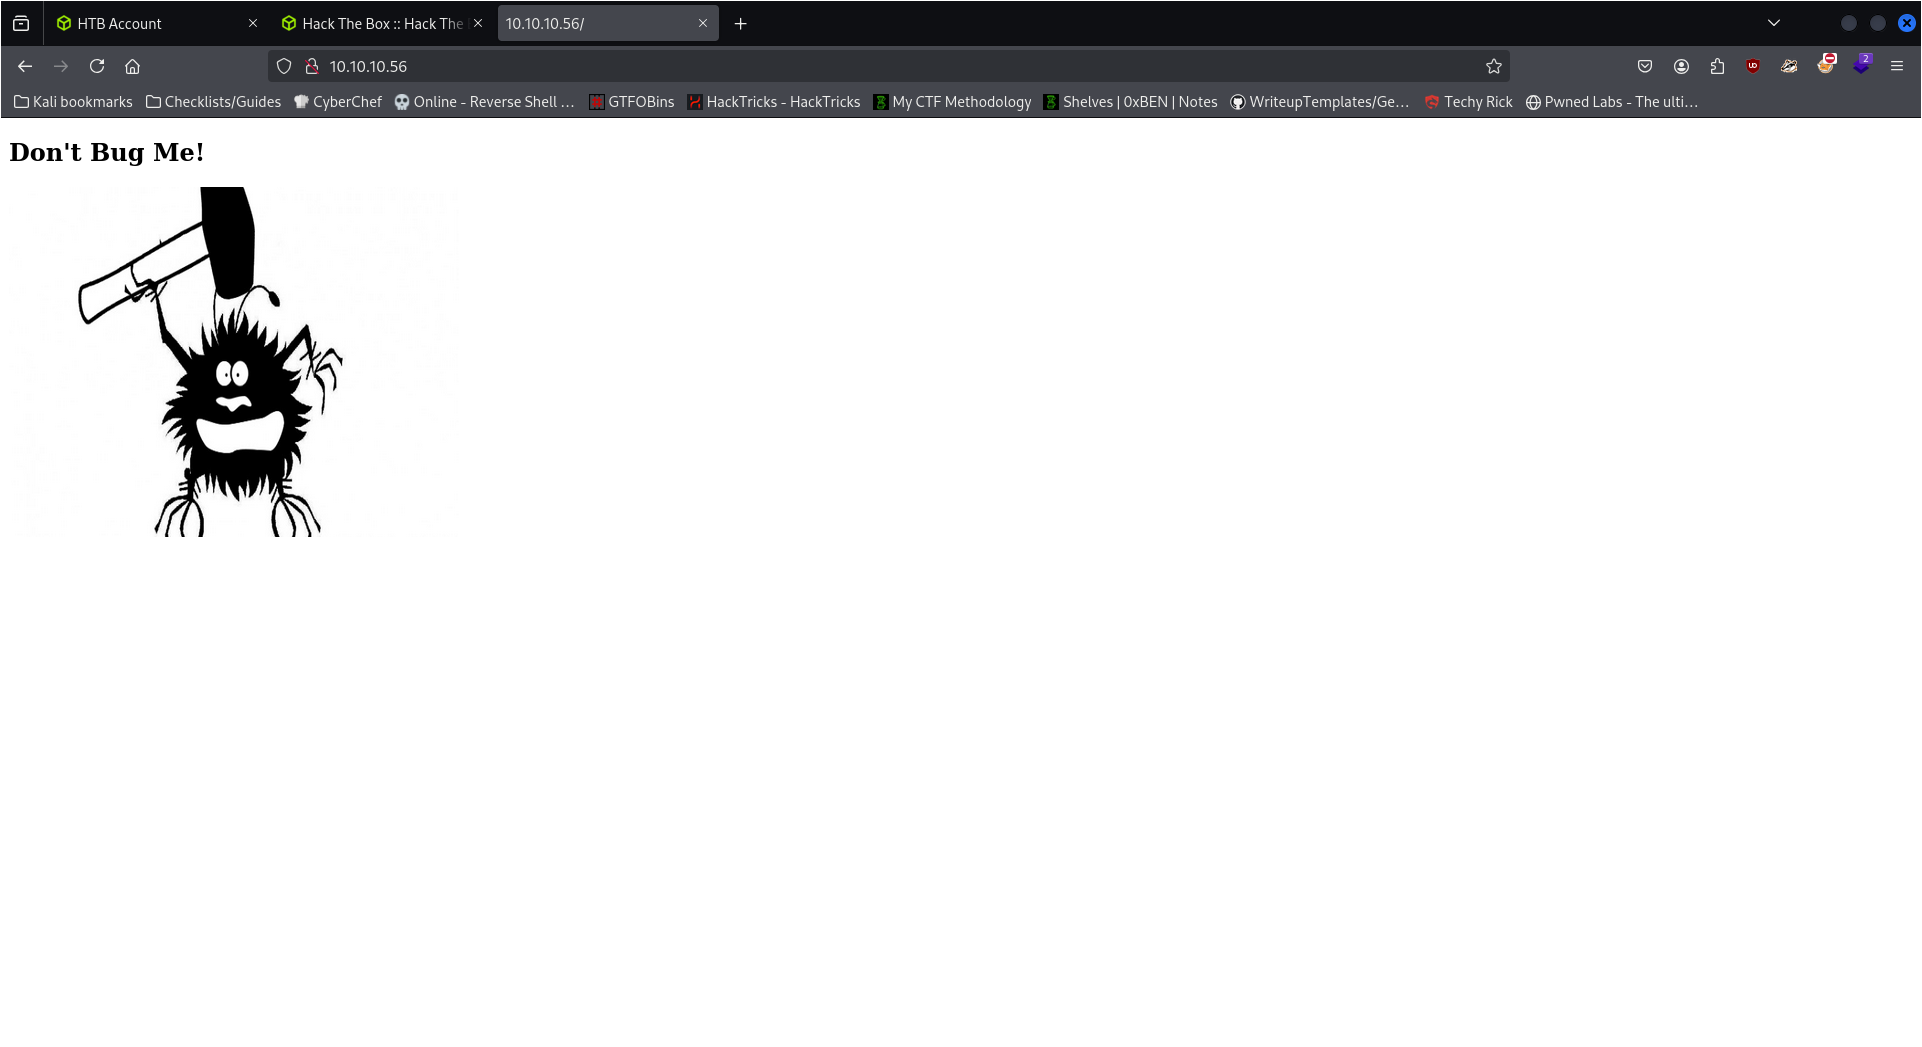 HTB Account
Hack The Box :: Hack The
10.10.10.56/
10.10.10.56
2
Kali bookmarks
Checklists/Guides
CyberChef
Online - Reverse Shell …
GTFOBins
HackTricks - HackTricks
My CTF Methodology
Shelves | 0xBEN | Notes
WriteupTemplates/Ge…
Techy Rick
Pwned Labs - The ulti…
Don't Bug Me!